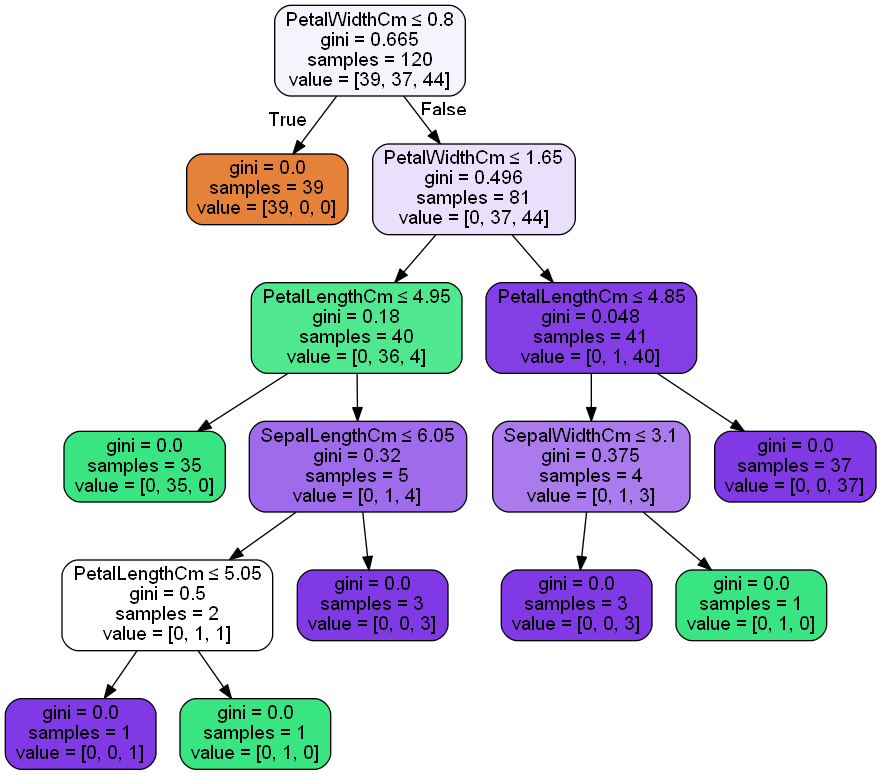 PetalWidthCm ≤ 0.8
gini = 0.665
samples = 120
value = [39, 37, 44]
True
False
gini = 0.0
samples = 39
value = [39, 0, 0]
PetalWidthCm ≤ 1.65
gini = 0.496
samples = 81
value = [0, 37, 44]
PetalLengthCm ≤ 4.95
gini = 0.18
samples = 40
value = [0, 36, 4]
PetalLengthCm ≤ 4.85
gini = 0.048
samples = 41
value = [0, 1, 40]
gini = 0.0
samples = 35
value = [0, 35, 0]
SepalLengthCm ≤ 6.05
gini = 0.32
samples = 5
value = [0, 1, 4]
SepalWidthCm ≤ 3.1
gini = 0.375
samples = 4
value = [0, 1, 3]
gini = 0.0
samples = 37
value = [0, 0, 37]
PetalLengthCm ≤ 5.05
gini = 0.5
samples = 2
value = [0, 1, 1]
gini = 0.0
samples = 3
value = [0, 0, 3]
gini = 0.0
samples = 3
value = [0, 0, 3]
gini = 0.0
samples = 1
value = [0, 1, 0]
gini = 0.0
samples = 1
value = [0, 0, 1]
gini = 0.0
samples = 1
value = [0, 1, 0]